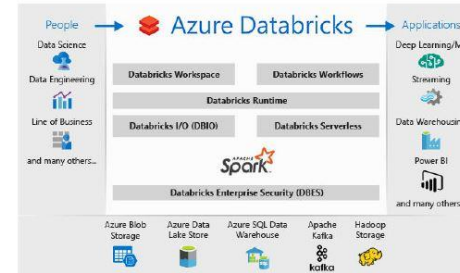 People
Azure Databricks
Applications
Data Science
Data Engineering
Line of Business
and many others...
Databricks Workspace
Databricks Workflows
Databricks Runtime
Databricks I/O (DBIO)
Databricks Serverless
APACHE
Spark
Databricks Enterprise Security (DBES)
Deep Learning/M
Streaming
Data Warehousin
Power BI
and many others
Azure Blob
Storage
Azure Data
Lake Store
Azure SQL Data
Warehouse
Apache
Kafka
kafka
Hadoop
Storage